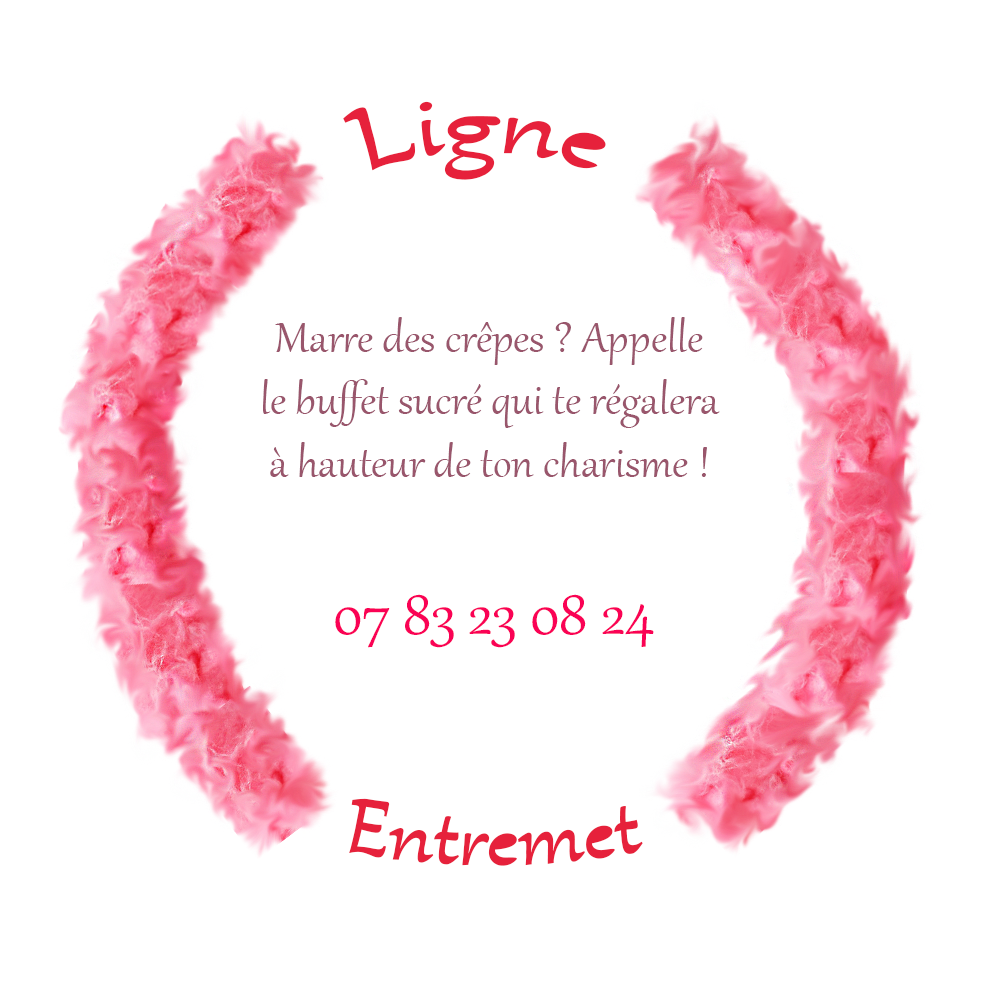 Ligne
Marre des crêpes ? Appelle
le buffet sucré qui te régalera
à hauteur de ton charisme !
07 83 23 08 24
Entremet